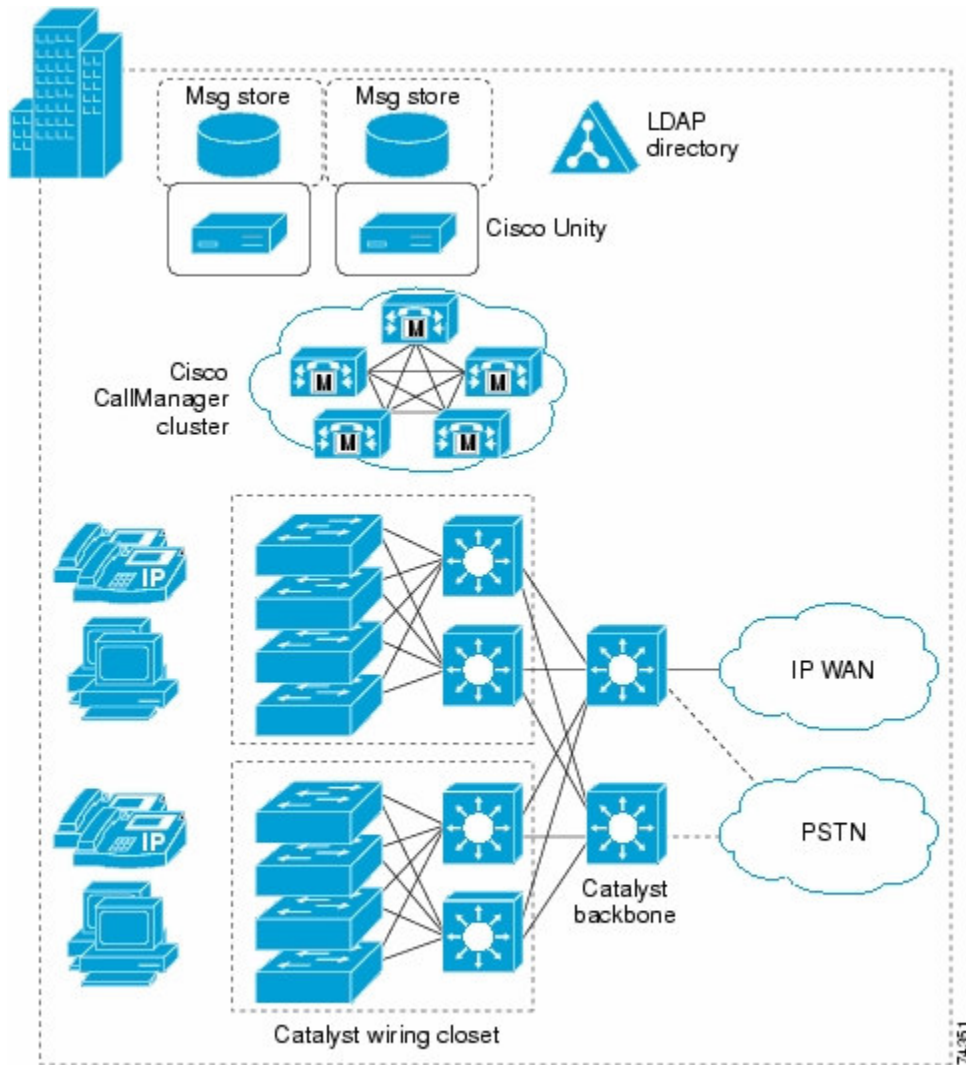 Msg store
Msg store
LDAP
directory
Cisco Unity
M
M
M
M
M
Cisco
CallManager
cluster
IP
IP WAN
IP
PSTN
Catalyst
backbone
Catalyst wiring closet
74351